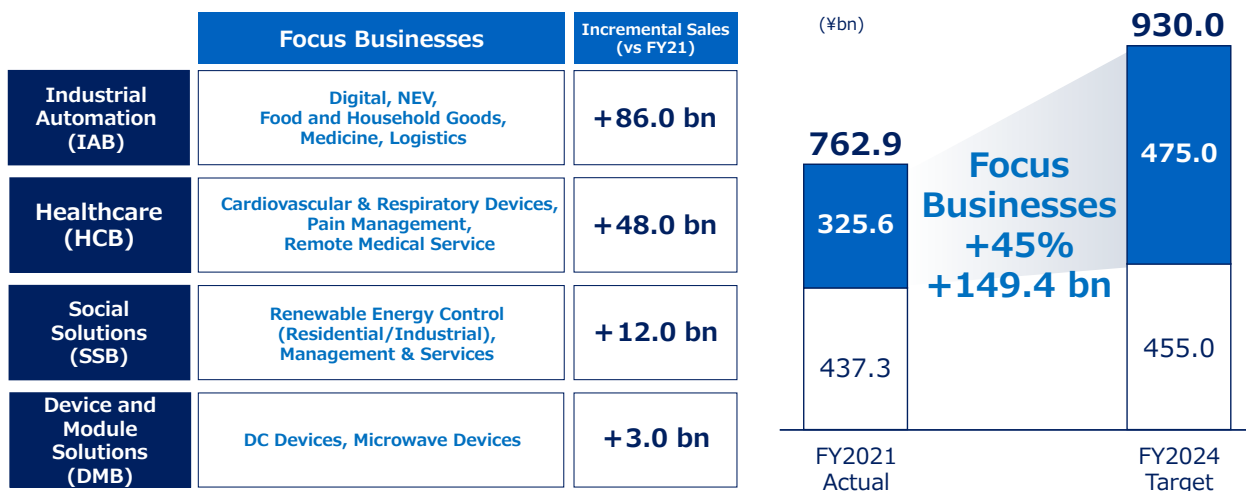 Focus Businesses
Incremental Sales
(vs FY21)
Industrial
Automation
(IAB)
Digital, NEV,
Food and Household Goods,
Medicine, Logistics
+86.0 bn
Healthcare
(HCB)
Cardiovascular & Respiratory Devices,
Pain Management,
Remote Medical Service
+48.0 bn
Social
Solutions
(SSB)
Renewable Energy Control
(Residential/Industrial),
Management & Services
+12.0 bn
Device and
Module
Solutions
(DMB)
DC Devices, Microwave Devices
+3.0 bn
(¥bn)
762.9
325.6
437.3
FY2021
Actual
Focus
Businesses
+45%
+149.4 bn
930.0
475.0
455.0
FY2024
Target